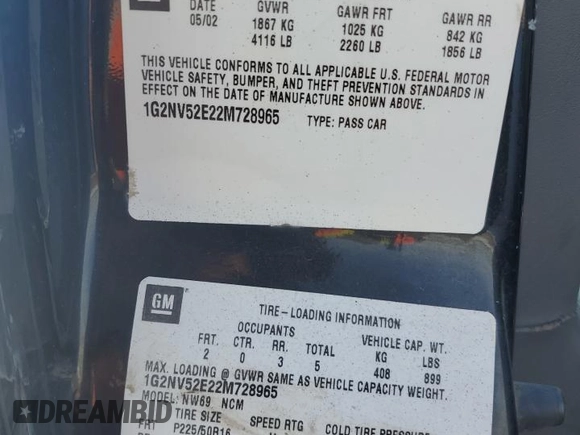 GM
DATE GVWR GAWR FRT GAWR RR
05/02 1867 KG 1025 KG 842 KG
4116 LB 2260 LB 1856 LB
THIS VEHICLE CONFORMS TO ALL APPLICABLE U.S. FEDERAL MOTOR
VEHICLE SAFETY, BUMPER, AND THEFT PREVENTION STANDARDS IN
EFFECT ON THE DATE OF MANUFACTURE SHOWN ABOVE.
1G2NV52E22M728965 TYPE: PASS CAR
GM
TIRE-LOADING INFORMATION
OCCUPANTS VEHICLE CAP. WT.
FRT. CTR. RR. TOTAL KG LBS
2 0 3 5 408 899
MAX. LOADING @ GVWR SAME AS VEHICLE CAPACITY WEIGHT.
1G2NV52E22M728965
MODEL: NW69 NCM
TIRE SIZE SPEED RTG COLD TIRE PRESSURE
FRT P225/50R16
DREAMBID